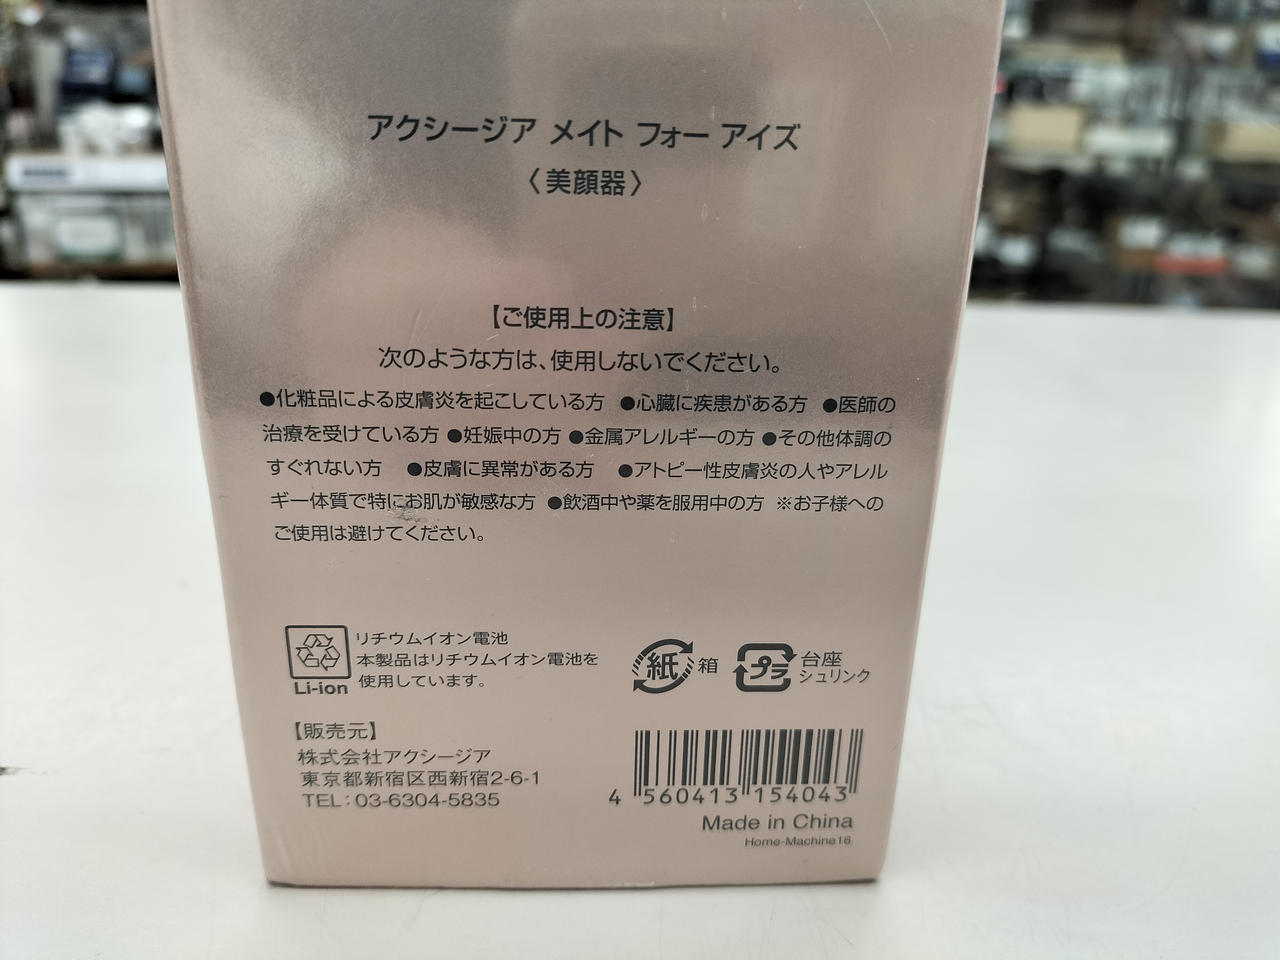 アクシージア メイト フォー アイズ
〈美顔器〉
【ご使用上の注意】
次のような方は、使用しないでください。
●化粧品による皮膚炎を起こしている方 ●心臓に疾患がある方 ●医師の
治療を受けている方 ●妊娠中の方 ●金属アレルギーの方 ●その他体調の
すぐれない方 ●皮膚に異常がある方 ●アトピー性皮膚炎の人やアレル
ギー体質で特にお肌が敏感な方 ●飲酒中や薬を服用中の方 ※お子様への
ご使用は避けてください。
リチウムイオン電池
本製品はリチウムイオン電池を
使用しています。
Li-ion
紙 箱
プラ 台座
シュリンク
【販売元】
株式会社アクシージア
東京都新宿区西新宿2-6-1
TEL：03-6304-5835
4 560413 154043
Made in China
Home-Machine16